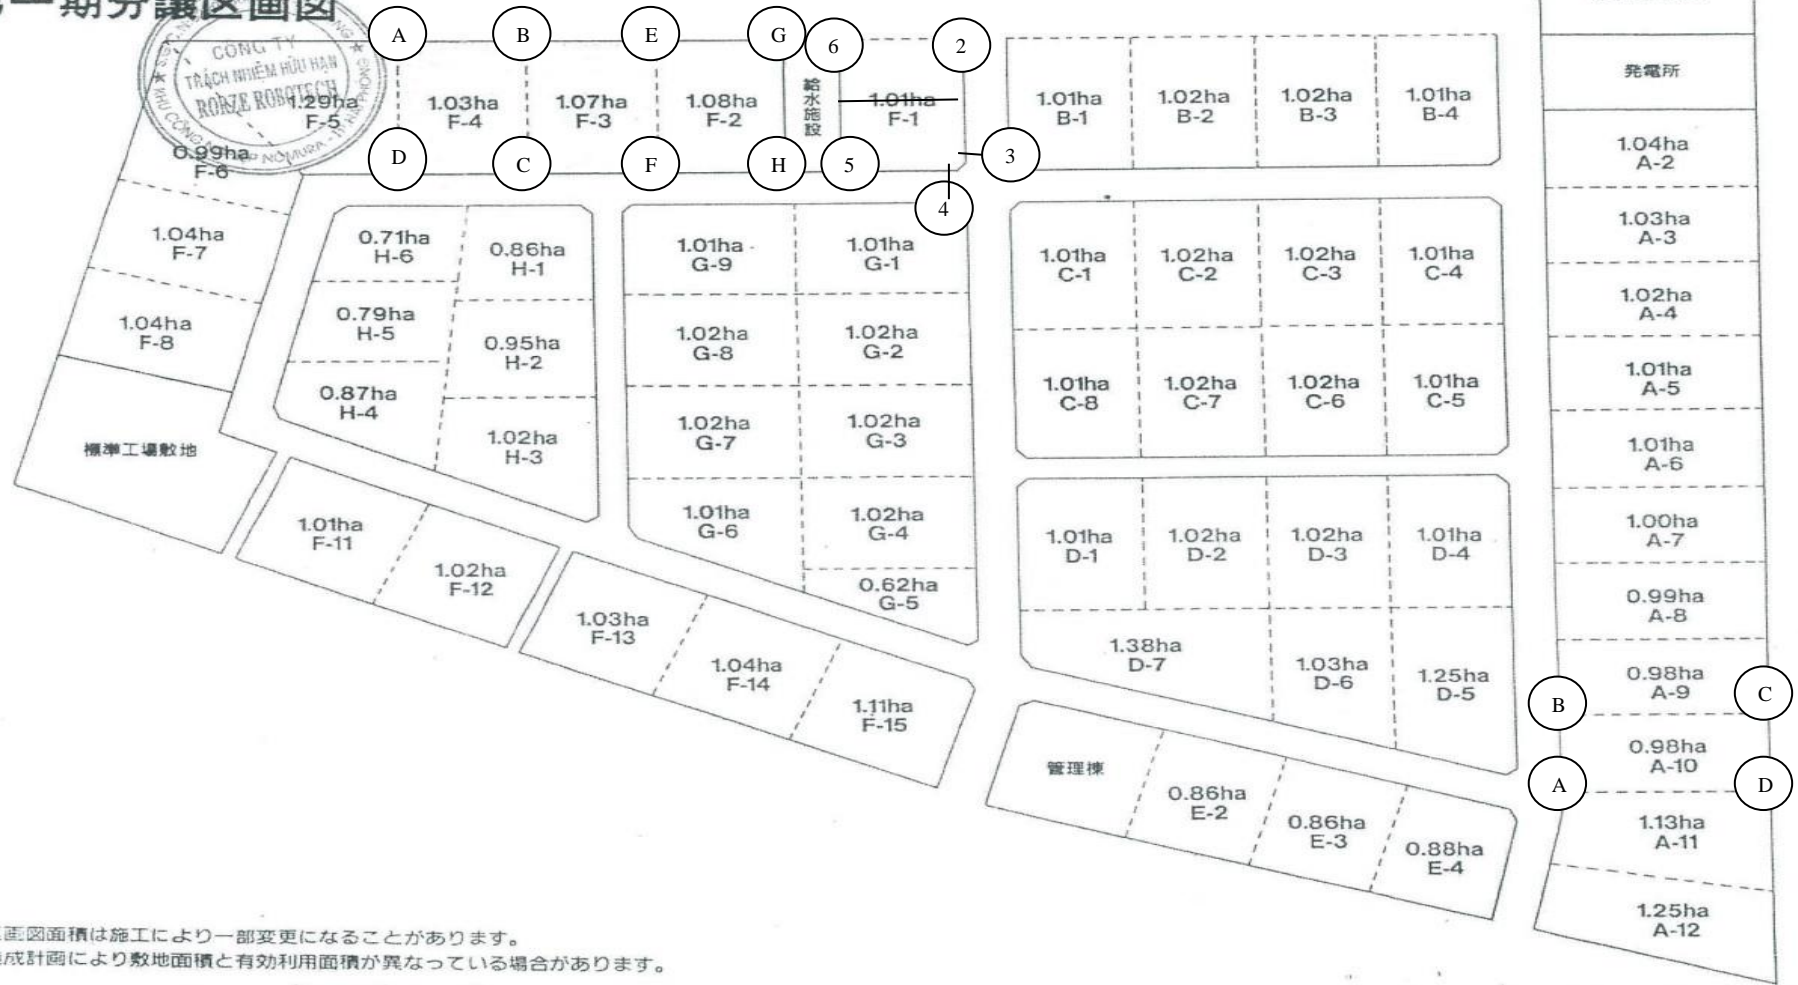 一期分譲区画図
CÔNG TY
TRÁCH NHIỆM HỮU HẠN
RORZE ROBOTECH
A
B
E
G
6
2
1.29ha
F-5
1.03ha
F-4
1.07ha
F-3
1.08ha
F-2
給水施設
1.01ha
F-1
1.01ha
B-1
1.02ha
B-2
1.02ha
B-3
1.01ha
B-4
発電所
D
C
F
H
5
3
4
0.99ha
F-6
1.04ha
F-7
1.04ha
F-8
標準工場敷地
0.71ha
H-6
0.86ha
H-1
0.79ha
H-5
0.95ha
H-2
0.87ha
H-4
1.02ha
H-3
1.01ha
G-9
1.01ha
G-1
1.02ha
G-8
1.02ha
G-2
1.02ha
G-7
1.02ha
G-3
1.01ha
G-6
1.02ha
G-4
0.62ha
G-5
1.01ha
C-1
1.02ha
C-2
1.02ha
C-3
1.01ha
C-4
1.01ha
C-8
1.02ha
C-7
1.02ha
C-6
1.01ha
C-5
1.01ha
D-1
1.02ha
D-2
1.02ha
D-3
1.01ha
D-4
1.38ha
D-7
1.03ha
D-6
1.25ha
D-5
1.01ha
F-11
1.02ha
F-12
1.03ha
F-13
1.04ha
F-14
1.11ha
F-15
管理棟
0.86ha
E-2
0.86ha
E-3
0.88ha
E-4
1.04ha
A-2
1.03ha
A-3
1.02ha
A-4
1.01ha
A-5
1.01ha
A-6
1.00ha
A-7
0.99ha
A-8
0.98ha
A-9
B
C
0.98ha
A-10
A
D
1.13ha
A-11
1.25ha
A-12
画図面積は施工により一部変更になることがあります。
成計画により敷地面積と有効利用面積が異なっている場合があります。